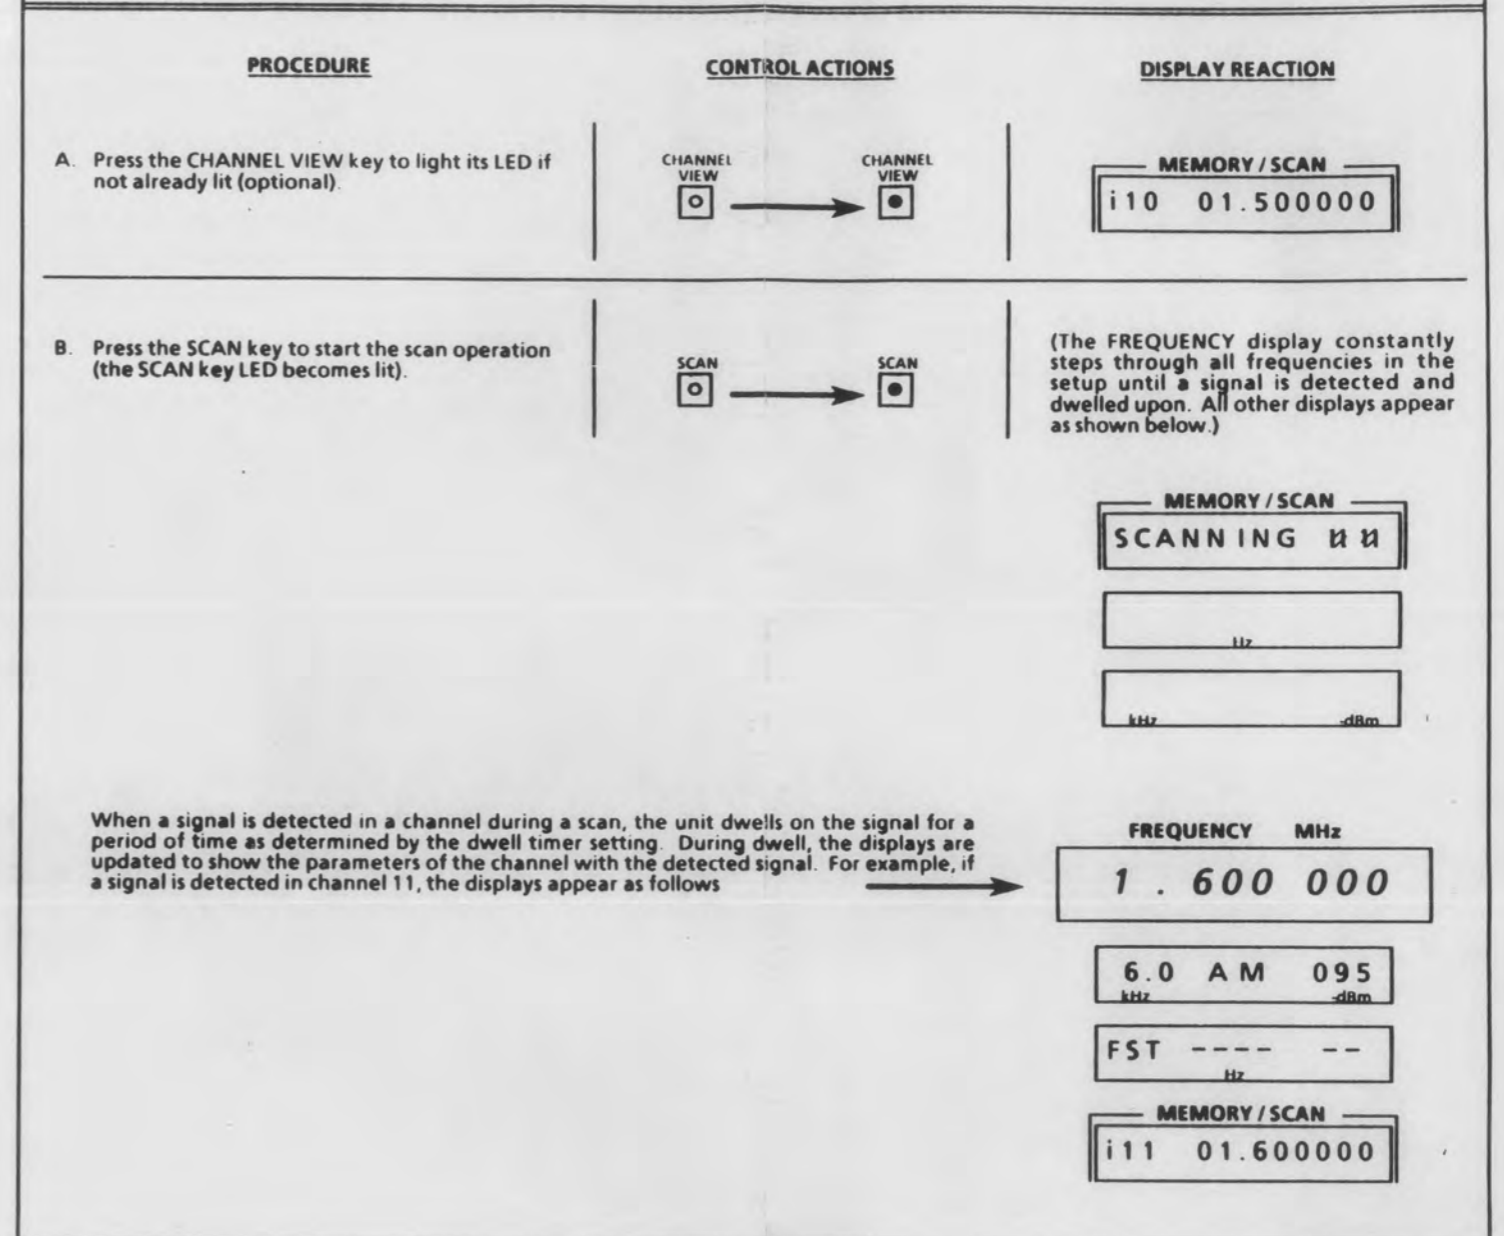 PROCEDURE
CONTROL ACTIONS
DISPLAY REACTION
A. Press the CHANNEL VIEW key to light its LED if
not already lit (optional).
CHANNEL
VIEW
CHANNEL
VIEW
MEMORY / SCAN
i10 01.500000
B. Press the SCAN key to start the scan operation
(the SCAN key LED becomes lit).
SCAN
SCAN
(The FREQUENCY display constantly
steps through all frequencies in the
setup until a signal is detected and
dwelled upon. All other displays appear
as shown below.)
MEMORY / SCAN
SCANNING
Hz
kHz -dBm
When a signal is detected in a channel during a scan, the unit dwells on the signal for a
period of time as determined by the dwell timer setting. During dwell, the displays are
updated to show the parameters of the channel with the detected signal. For example, if
a signal is detected in channel 11, the displays appear as follows
FREQUENCY MHz
1 . 600 000
6.0 AM 095
kHz -dBm
FST ---- --
Hz
MEMORY / SCAN
i11 01.600000